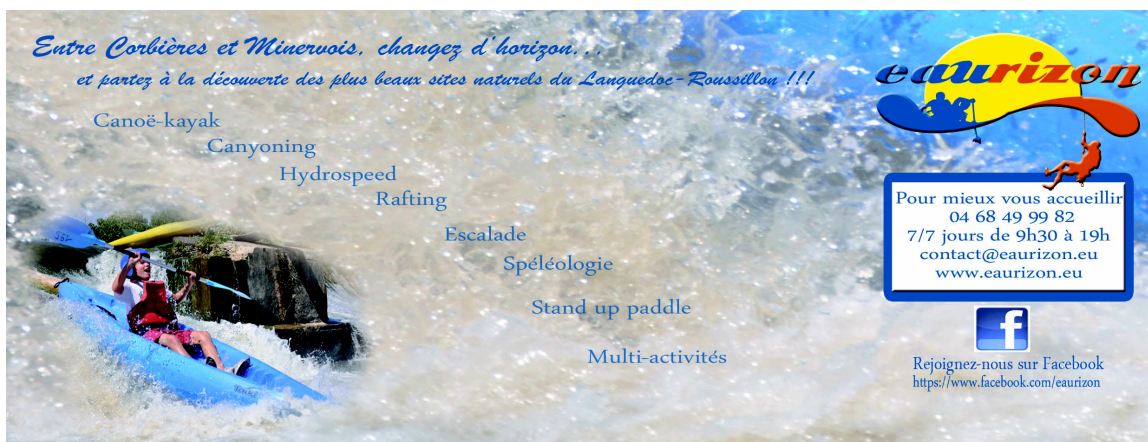 Entre Corbières et Minervois, changez d'horizon...
et partez à la découverte des plus beaux sites naturels du Languedoc-Roussillon !!!
Canoë-kayak
Canyoning
Hydrospeed
Rafting
Escalade
Spéléologie
Stand up paddle
Multi-activités
eaurizon
Pour mieux vous accueillir
04 68 49 99 82
7/7 jours de 9h30 à 19h
contact@eaurizon.eu
www.eaurizon.eu
f
Rejoignez-nous sur Facebook
https://www.facebook.com/eaurizon